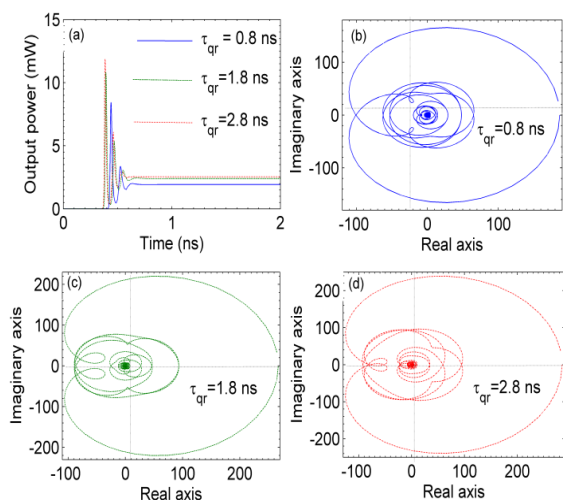 (a)
τqr = 0.8 ns
τqr=1.8 ns
τqr=2.8 ns
Output power (mW)
15
10
5
0
0 1 2
Time (ns)
(b)
τqr=0.8 ns
Imaginary axis
100
0
-100
-100 0 100
Real axis
(c)
τqr=1.8 ns
Imaginary axis
200
100
0
-100
-200
-100 0 100 200
Real axis
(d)
τqr=2.8 ns
Imaginary axis
200
100
0
-100
-200
-100 0 100 200
Real axis